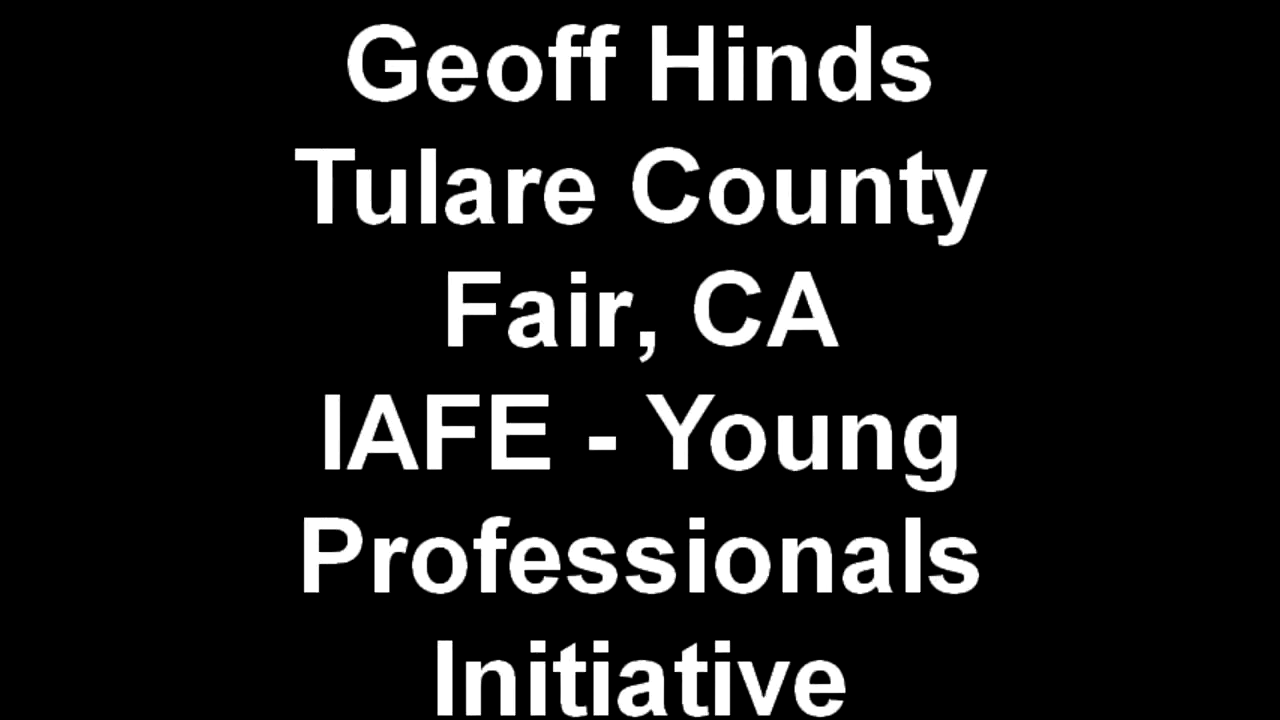 Geoff Hinds
Tulare County
Fair, CA
IAFE - Young
Professionals
Initiative